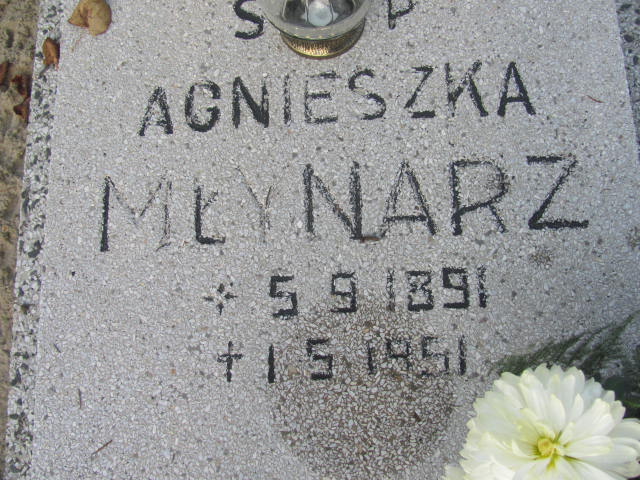 Ś P
AGNIESZKA
MŁYNARZ
5 9 1891
† 1 5 1951